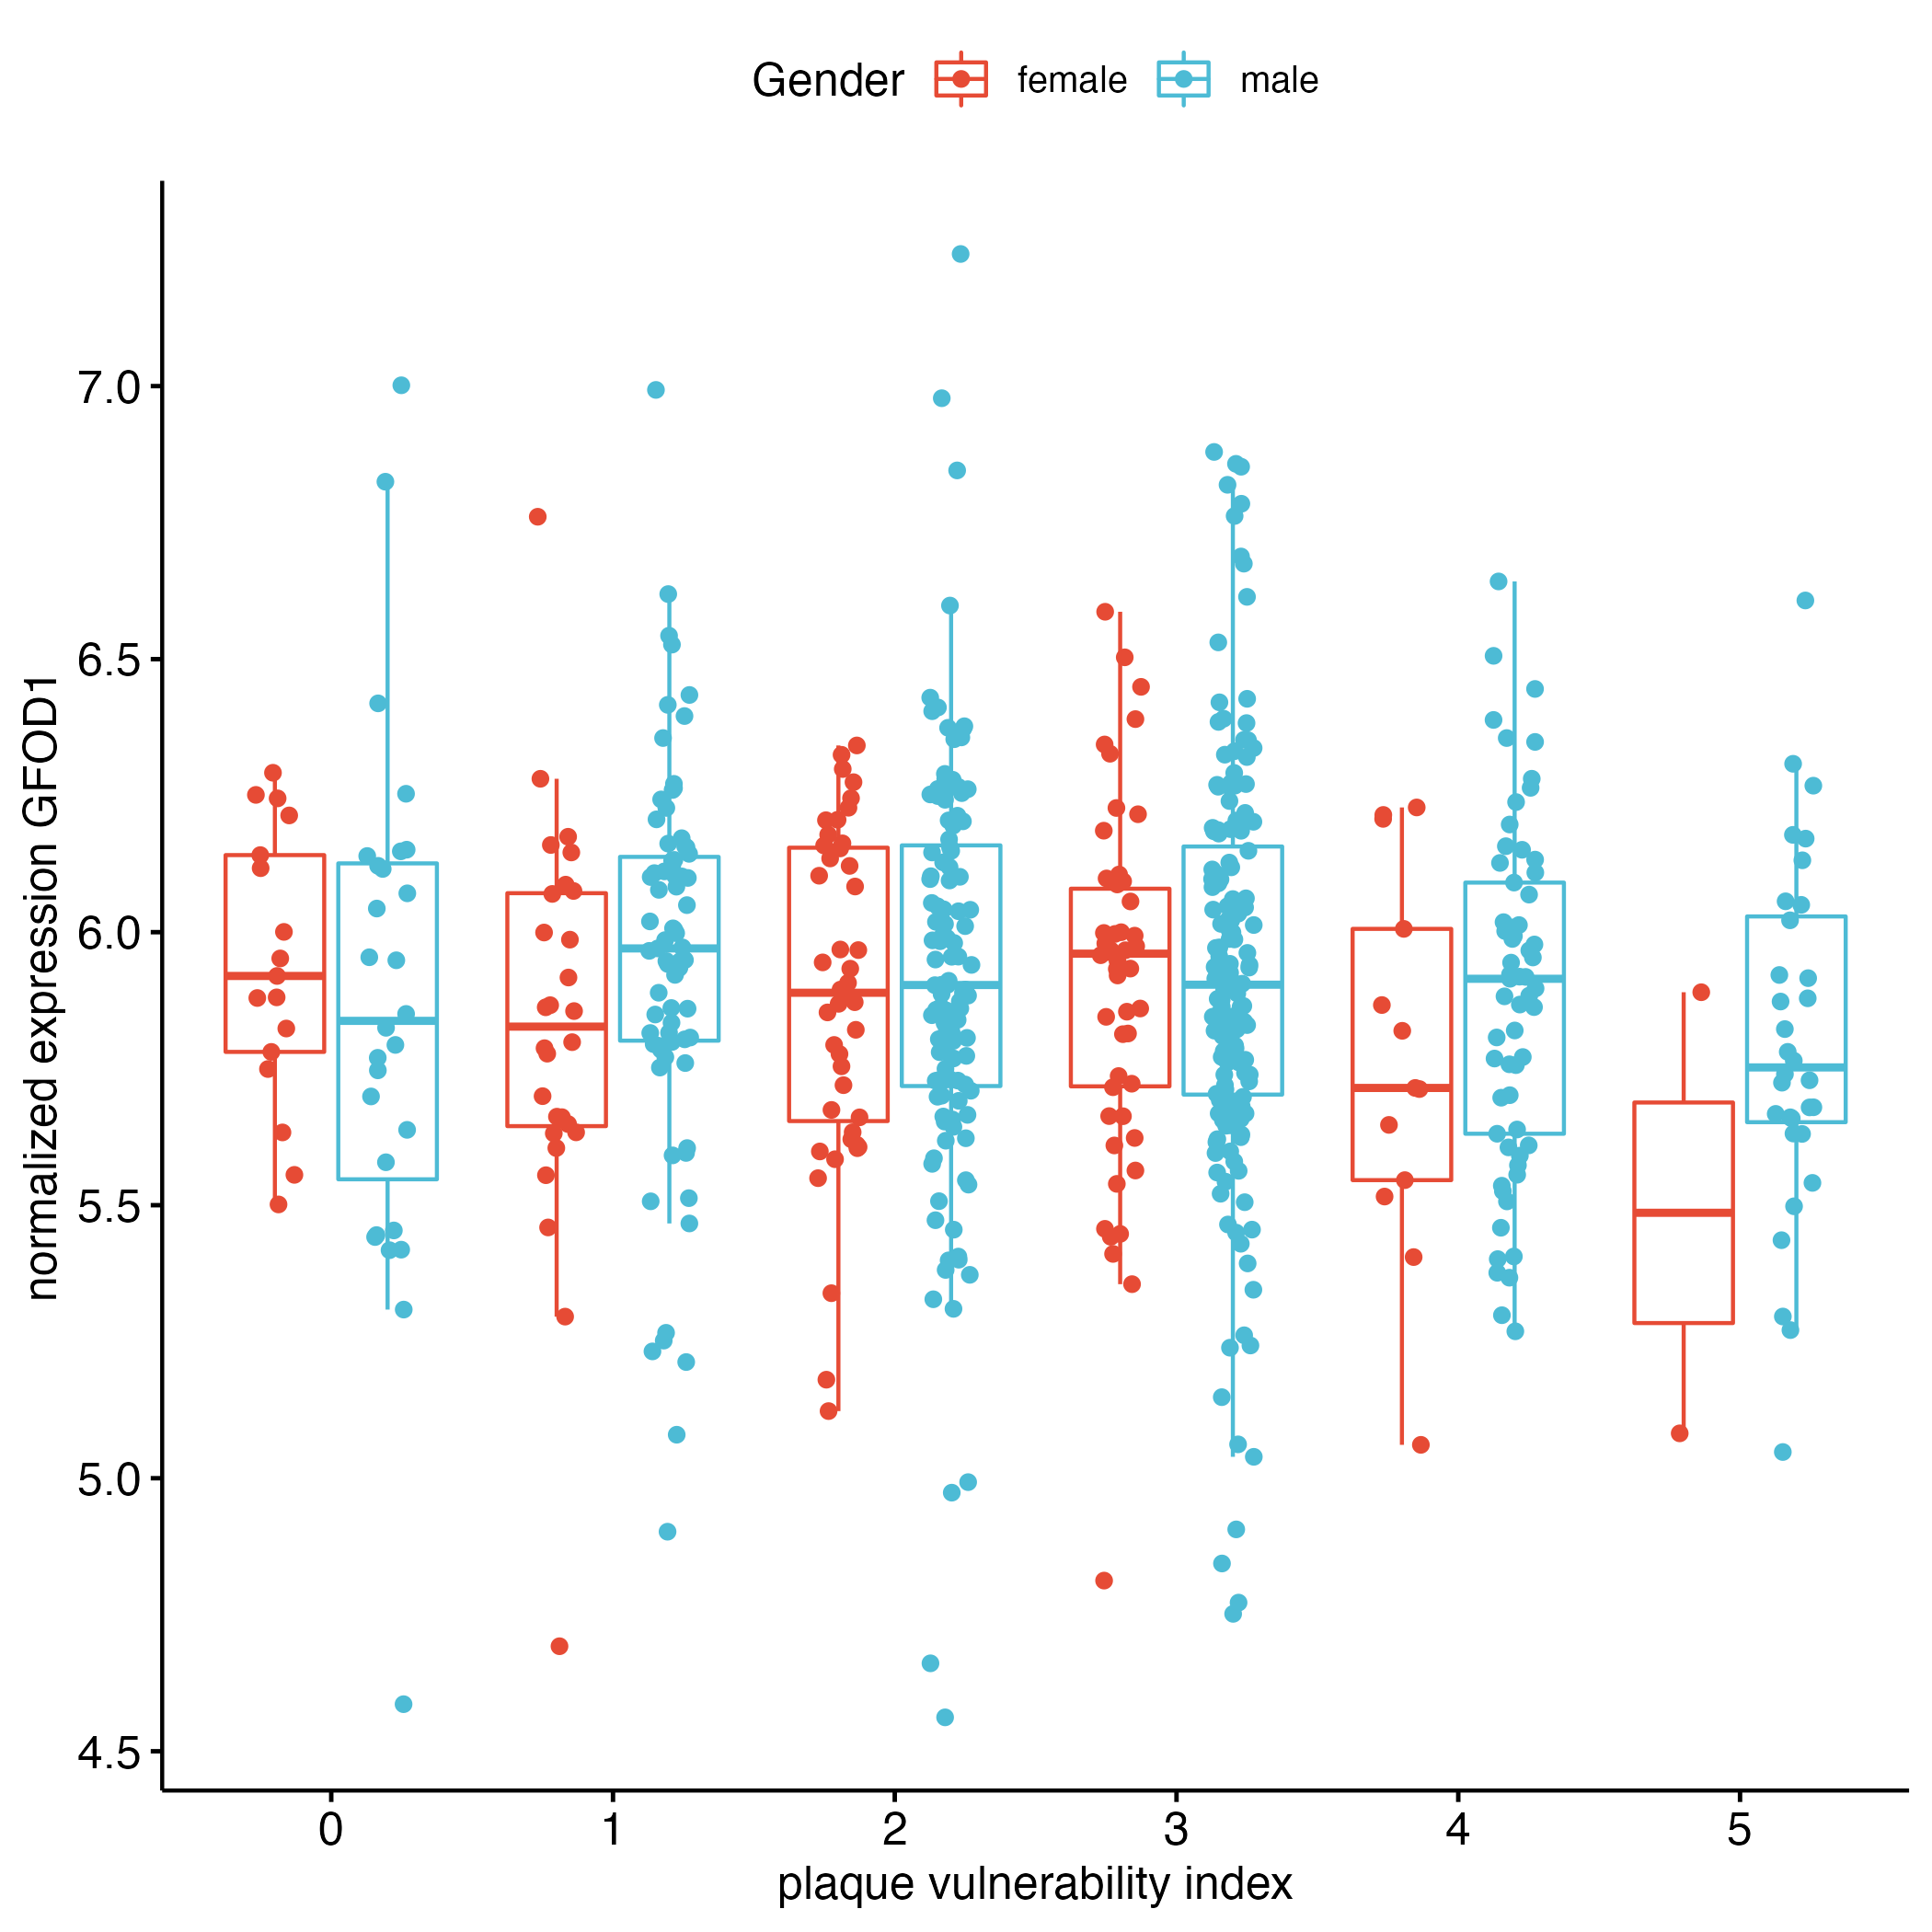 Gender female male
7.0
6.5
6.0
5.5
5.0
4.5
normalized expression GFOD1
0 1 2 3 4 5
plaque vulnerability index